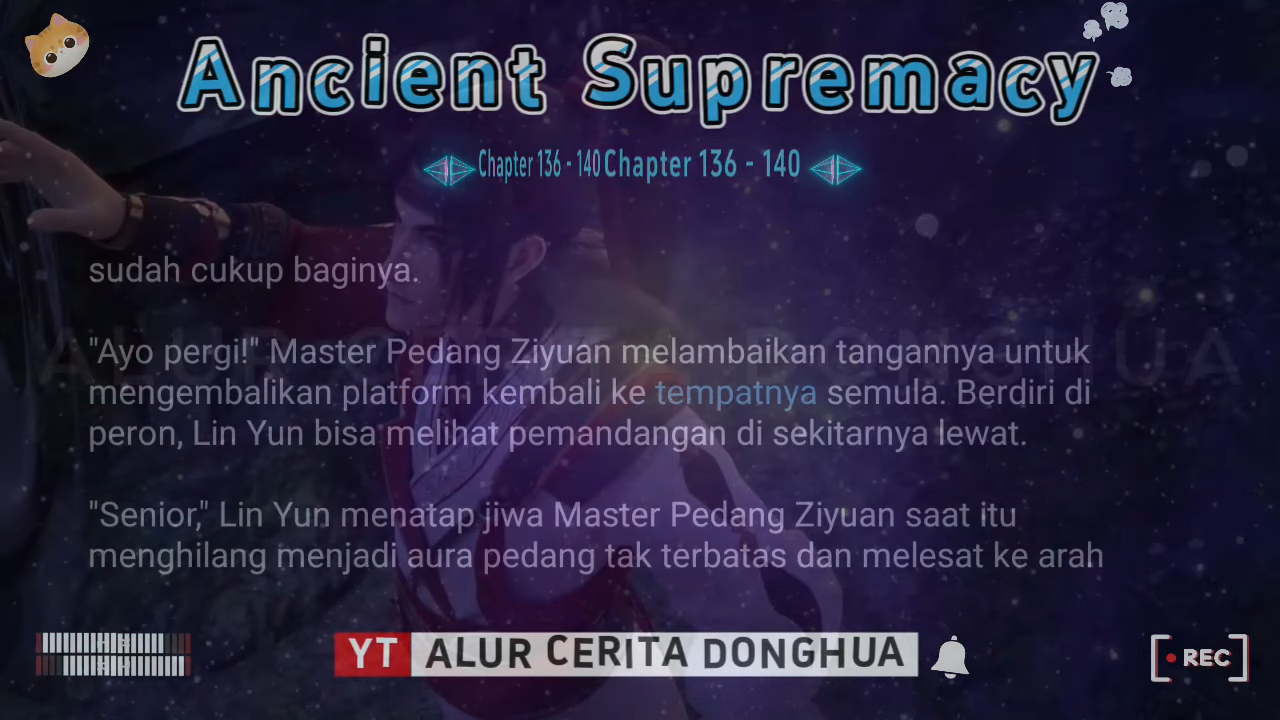 Ancient Supremacy
Chapter 136 - 140 Chapter 136 - 140
sudah cukup baginya.
"Ayo pergi!" Master Pedang Ziyuan melambaikan tangannya untuk
mengembalikan platform kembali ke tempatnya semula. Berdiri di
peron, Lin Yun bisa melihat pemandangan di sekitarnya lewat.
"Senior," Lin Yun menatap jiwa Master Pedang Ziyuan saat itu
menghilang menjadi aura pedang tak terbatas dan melesat ke arah
ALUR CERITA DONGHUA
YT ALUR CERITA DONGHUA
REC